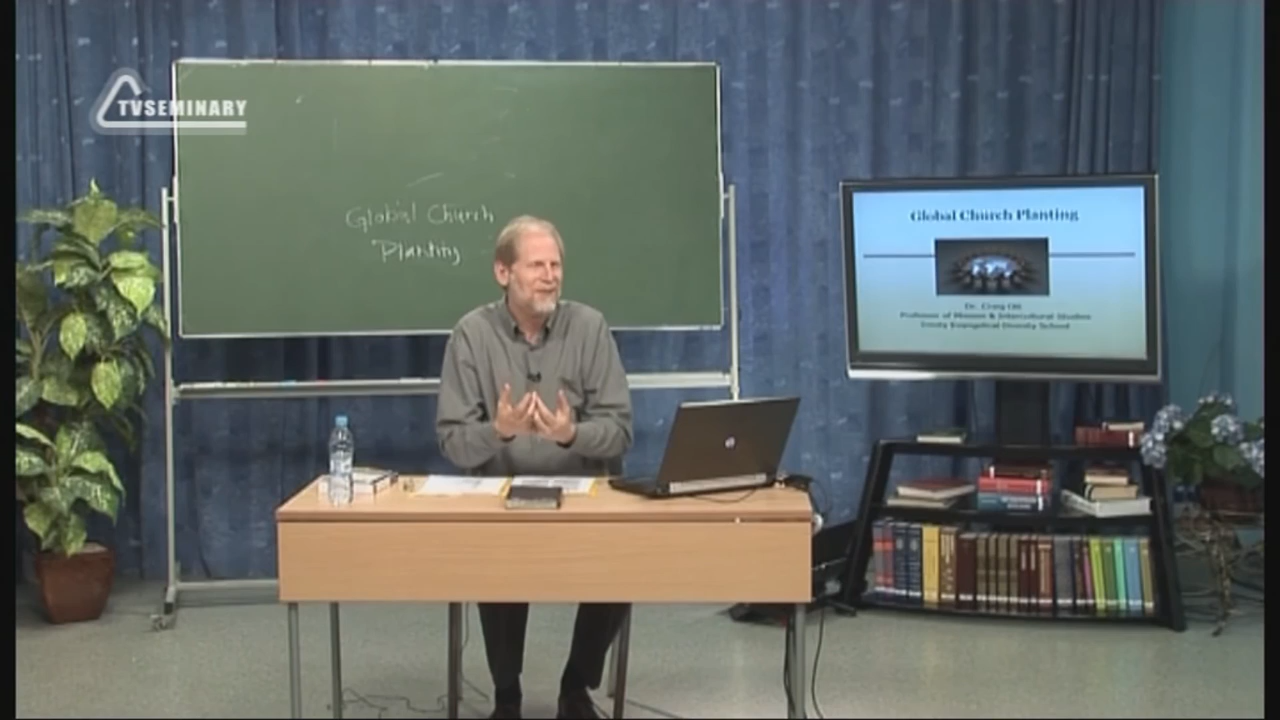 TVSEMINARY
Global Church
Planting
Global Church Planting
Dr. Craig Ott
Professor of Mission & Intercultural Studies
Trinity Evangelical Divinity School